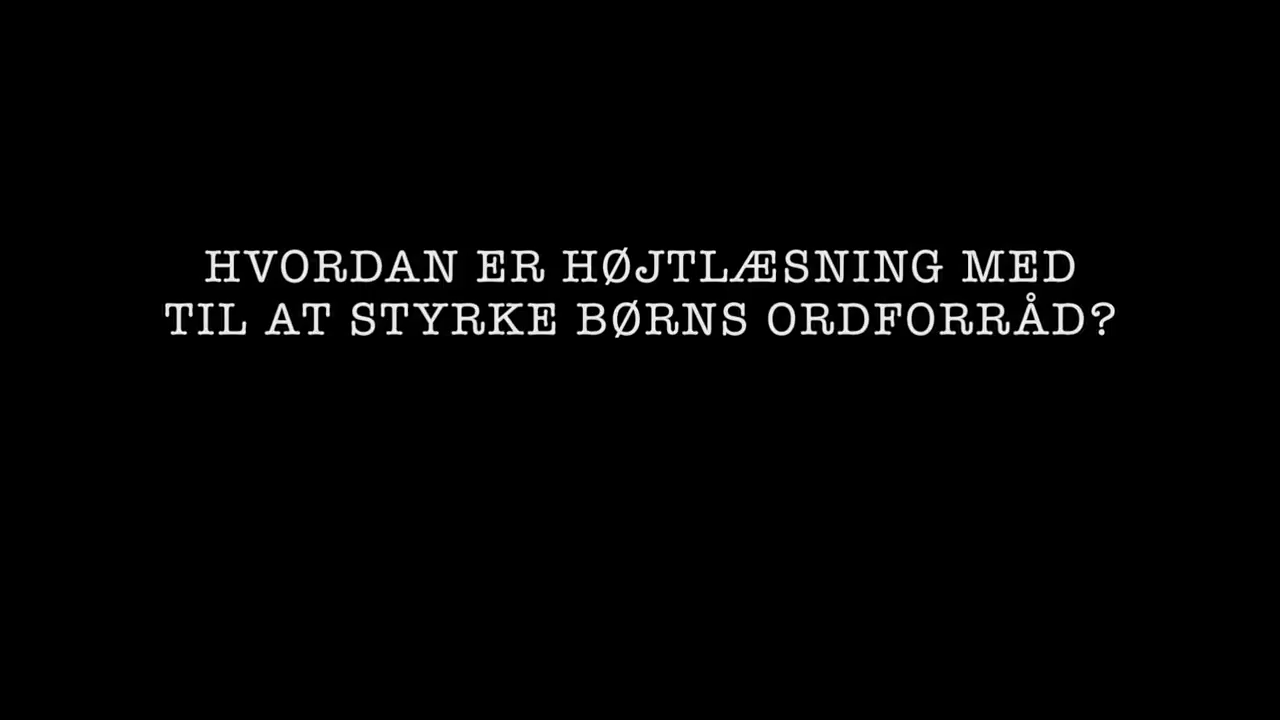 HVORDAN ER HØJTLÆSNING MED
TIL AT STYRKE BØRNS ORDFORRÅD?